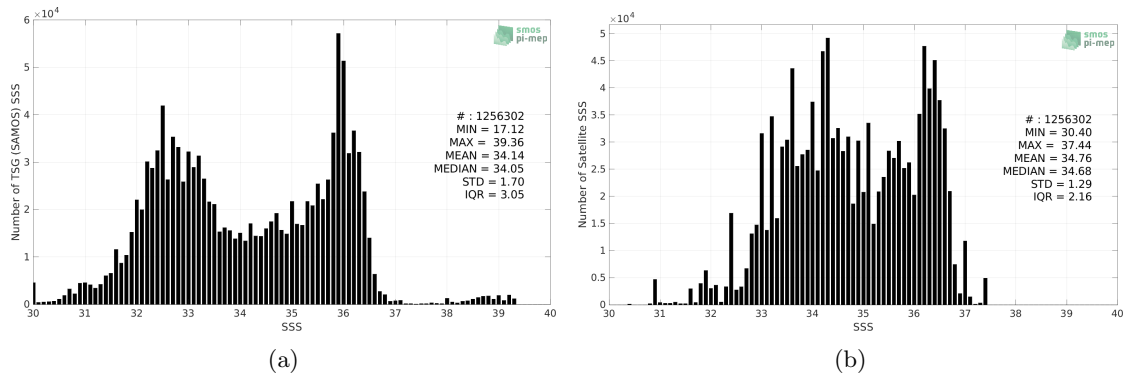 ×10⁴
6
5
4
3
2
1
0
30 31 32 33 34 35 36 37 38 39 40
SSS
Number of TSG (SAMOS) SSS
smos
pi-mep
# : 1256302
MIN = 17.12
MAX = 39.36
MEAN = 34.14
MEDIAN = 34.05
STD = 1.70
IQR = 3.05
(a)
×10⁴
5
4.5
4
3.5
3
2.5
2
1.5
1
0.5
0
30 31 32 33 34 35 36 37 38 39 40
SSS
Number of Satellite SSS
smos
pi-mep
# : 1256302
MIN = 30.40
MAX = 37.44
MEAN = 34.76
MEDIAN = 34.68
STD = 1.29
IQR = 2.16
(b)